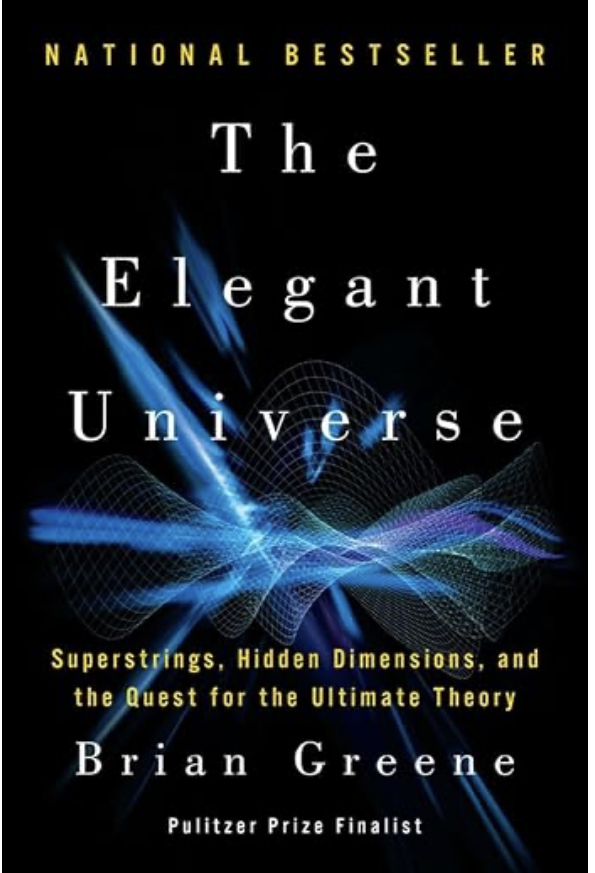 NATIONAL BESTSELLER
The
Elegant
Universe
Superstrings, Hidden Dimensions, and
the Quest for the Ultimate Theory
Brian Greene
Pulitzer Prize Finalist